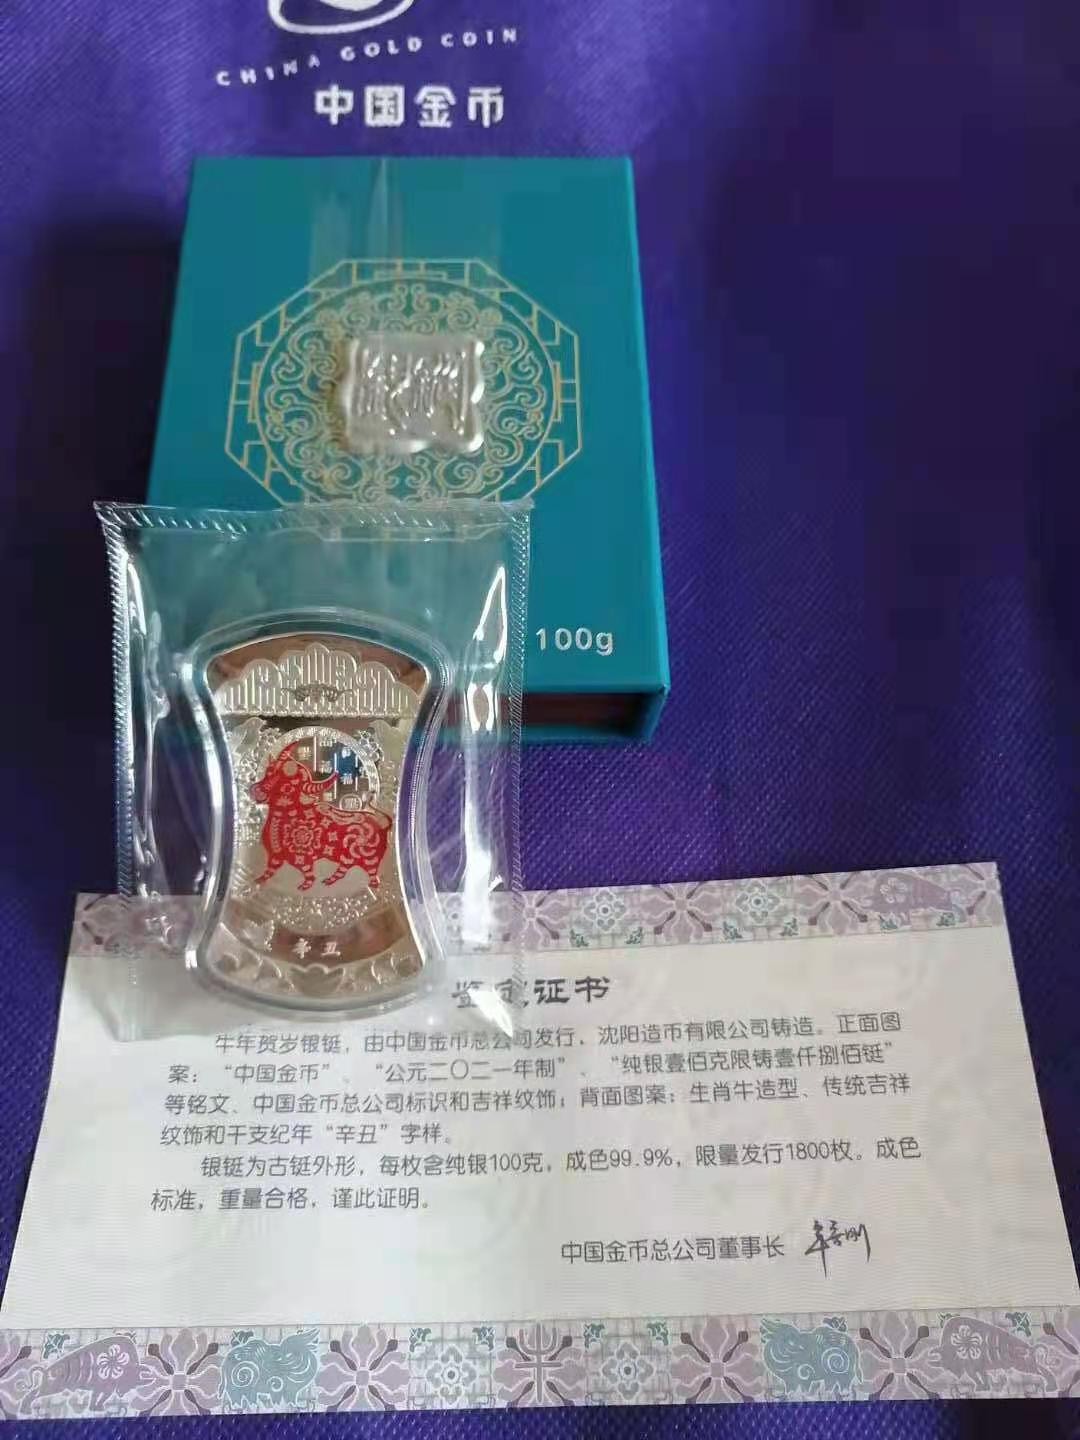 CHINA GOLD COIN
中国金币
100g
辛丑
鉴定证书
牛年贺岁银铤，由中国金币总公司发行，沈阳造币有限公司铸造。正面图
案：“中国金币”、“公元二〇二一年制”、“纯银壹佰克限铸壹仟捌佰铤”
等铭文、中国金币总公司标识和吉祥纹饰；背面图案：生肖牛造型、传统吉祥
纹饰和干支纪年“辛丑”字样。
银铤为古铤外形，每枚含纯银100克，成色99.9%，限量发行1800枚。成色
标准，重量合格，谨此证明。
中国金币总公司董事长